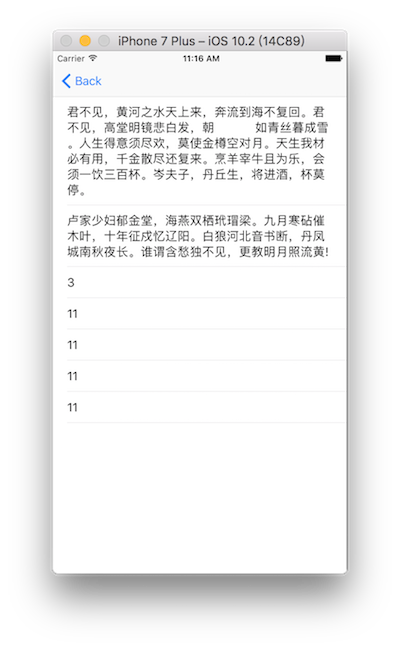 iPhone 7 Plus – iOS 10.2 (14C89)
Carrier 11:16 AM
Back
君不见，黄河之水天上来，奔流到海不复回。君
不见，高堂明镜悲白发，朝 如青丝暮成雪
。人生得意须尽欢，莫使金樽空对月。天生我材
必有用，千金散尽还复来。烹羊宰牛且为乐，会
须一饮三百杯。岑夫子，丹丘生，将进酒，杯莫
停。
卢家少妇郁金堂，海燕双栖玳瑁梁。九月寒砧催
木叶，十年征戍忆辽阳。白狼河北音书断，丹凤
城南秋夜长。谁谓含愁独不见，更教明月照流黄!
3
11
11
11
11